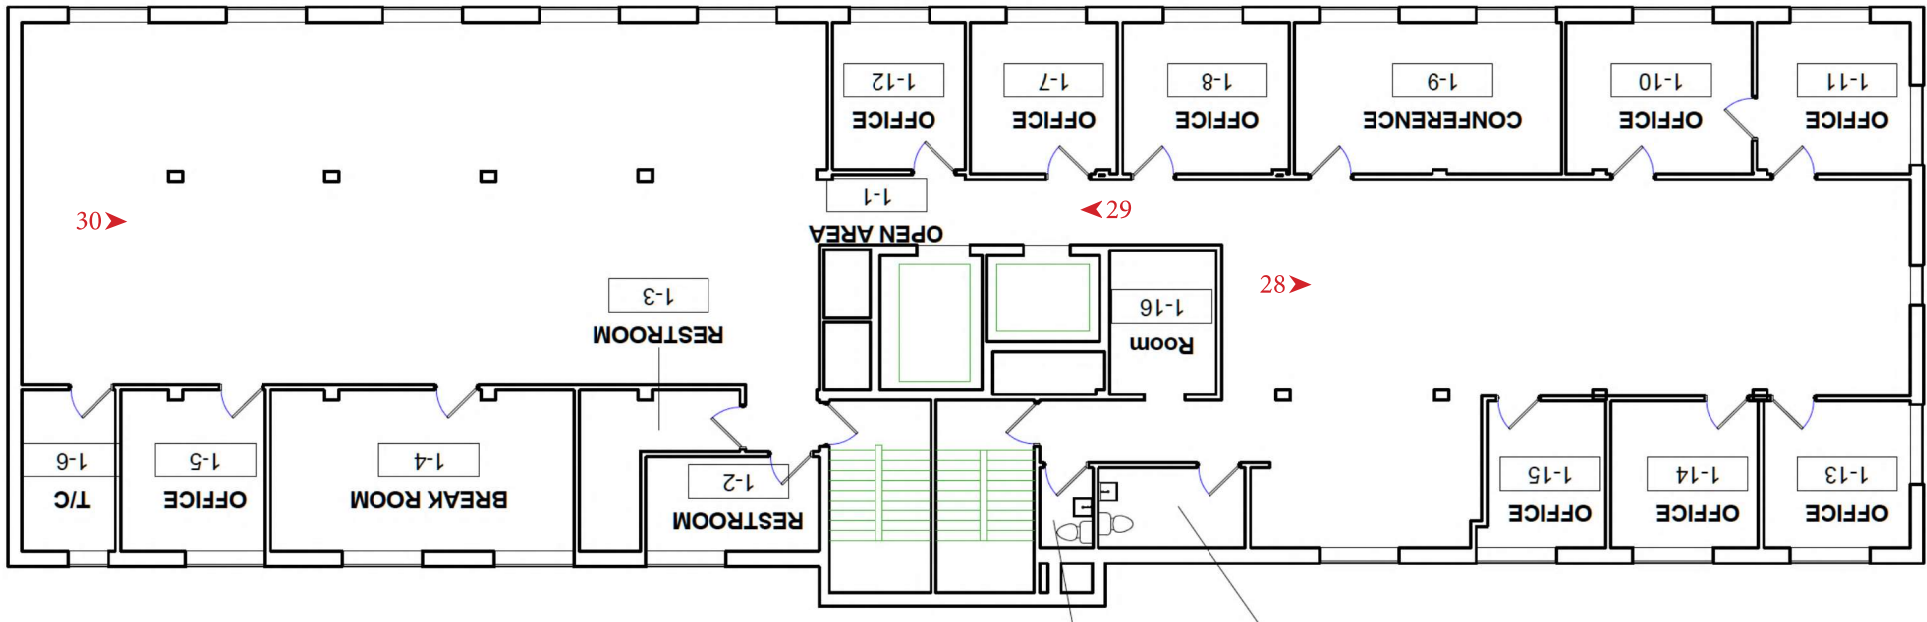 1-12
OFFICE
1-7
OFFICE
1-8
OFFICE
1-9
CONFERENCE
1-10
OFFICE
1-11
OFFICE
1-1
OPEN AREA
30
29
28
1-3
RESTROOM
1-16
Room
1-6
T/C
1-5
OFFICE
1-4
BREAK ROOM
1-2
RESTROOM
1-15
OFFICE
1-14
OFFICE
1-13
OFFICE